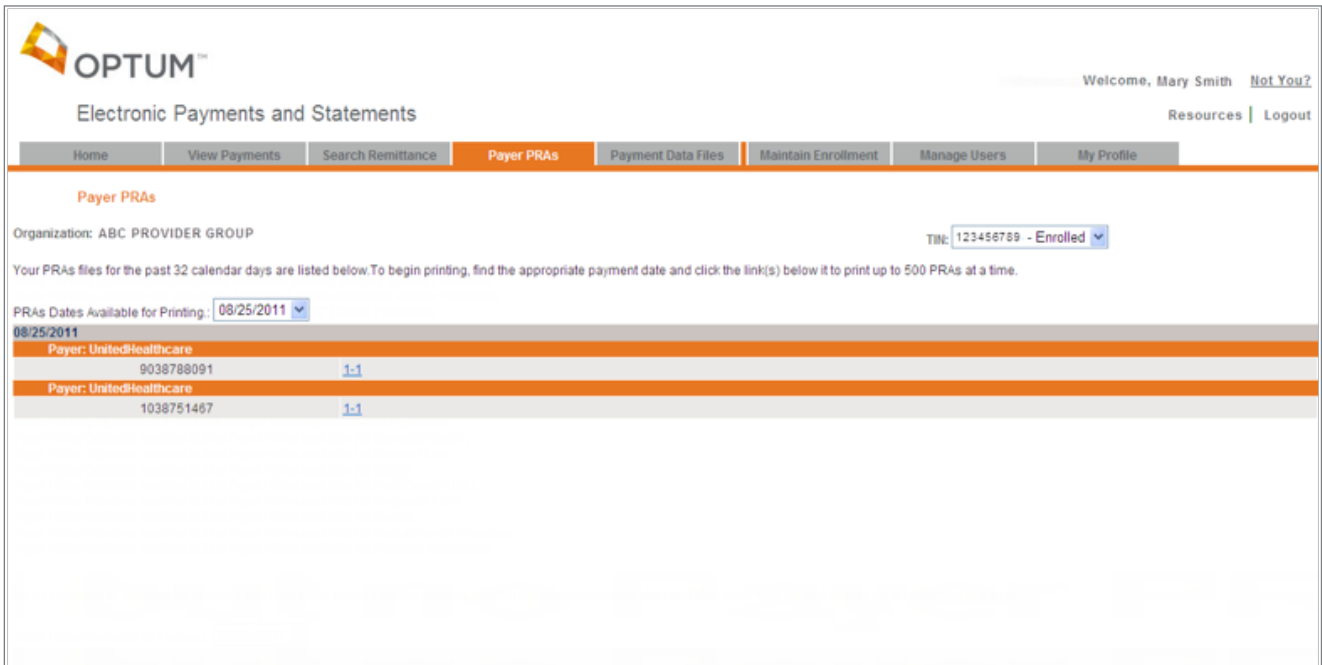 OPTUM™
Welcome, Mary Smith Not You?
Electronic Payments and Statements
Resources | Logout
Home View Payments Search Remittance Payer PRAs Payment Data Files Maintain Enrollment Manage Users My Profile
Payer PRAs
Organization: ABC PROVIDER GROUP
TIN: 123456789 - Enrolled
Your PRAs files for the past 32 calendar days are listed below.To begin printing, find the appropriate payment date and click the link(s) below it to print up to 500 PRAs at a time.
PRAs Dates Available for Printing.: 08/25/2011
08/25/2011
Payer: UnitedHealthcare
9038788091 1-1
Payer: UnitedHealthcare
1038751467 1-1